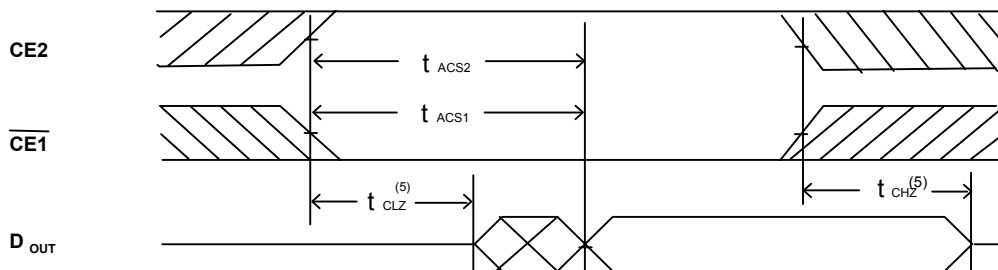 CE2
t ACS2
t ACS1
CE1
t CLZ (5)
t CHZ (5)
D OUT